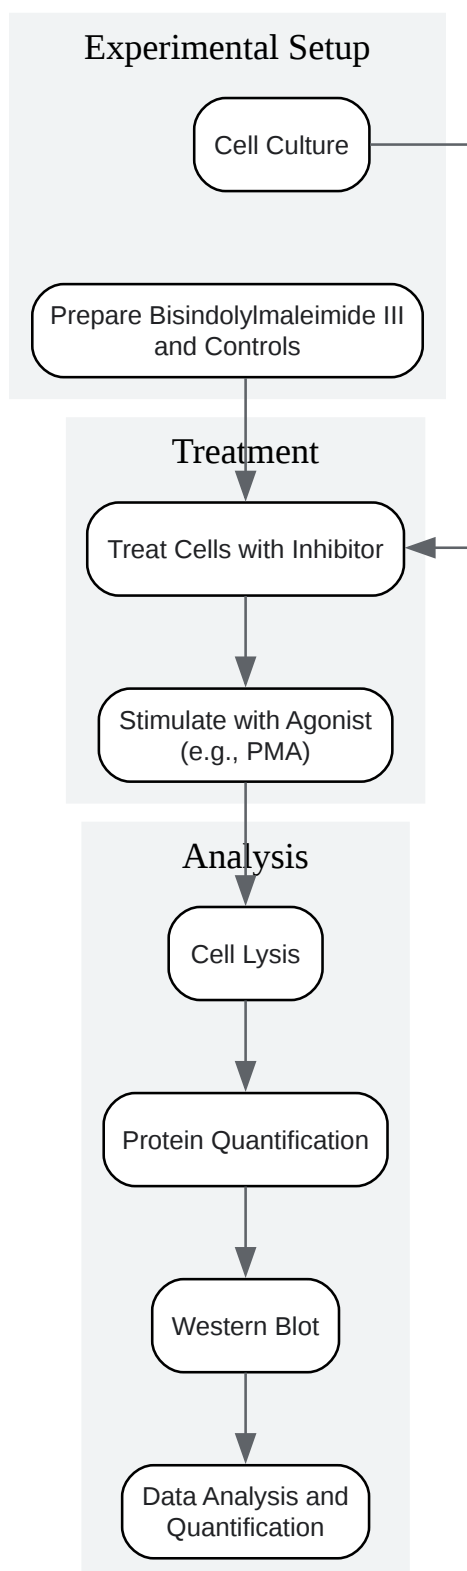 Experimental Setup
Cell Culture
Prepare Bisindolylmaleimide III
and Controls
Treatment
Treat Cells with Inhibitor
Stimulate with Agonist
(e.g., PMA)
Analysis
Cell Lysis
Protein Quantification
Western Blot
Data Analysis and
Quantification